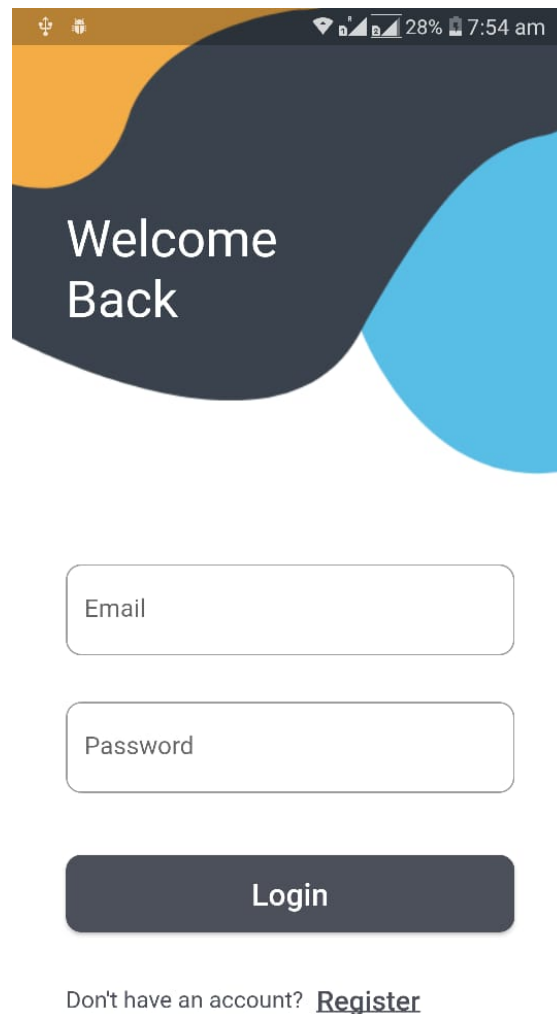 28% 7:54 am
Welcome
Back
Email
Password
Login
Don't have an account? Register